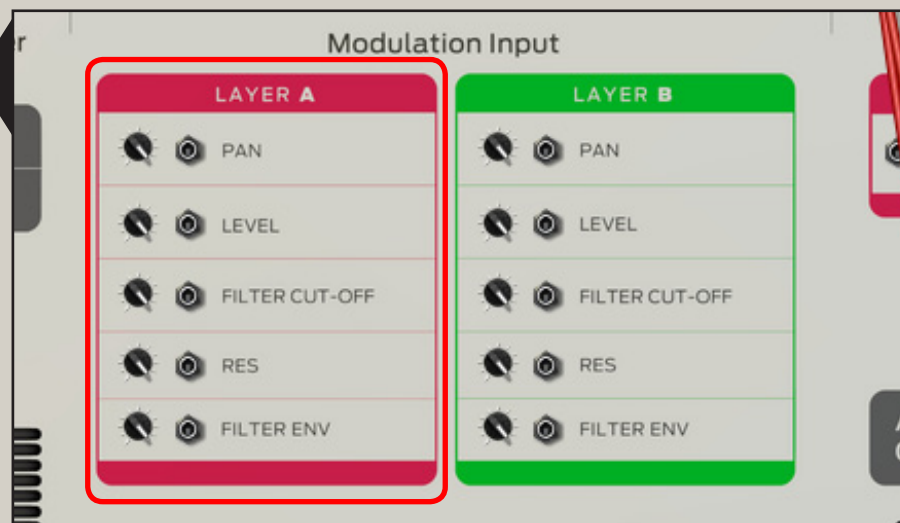 Modulation Input
LAYER A
PAN
LEVEL
FILTER CUT-OFF
RES
FILTER ENV
LAYER B
PAN
LEVEL
FILTER CUT-OFF
RES
FILTER ENV